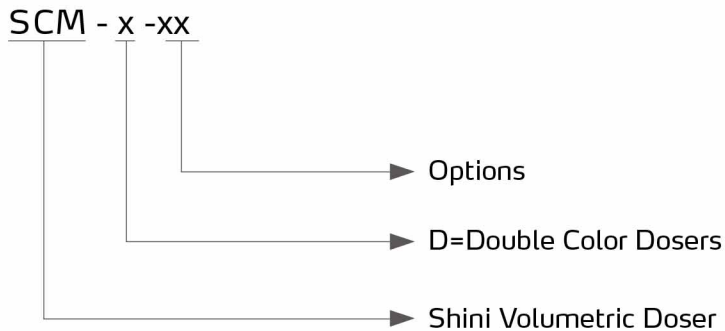 SCM - x -xx
Options
D=Double Color Dosers
Shini Volumetric Doser